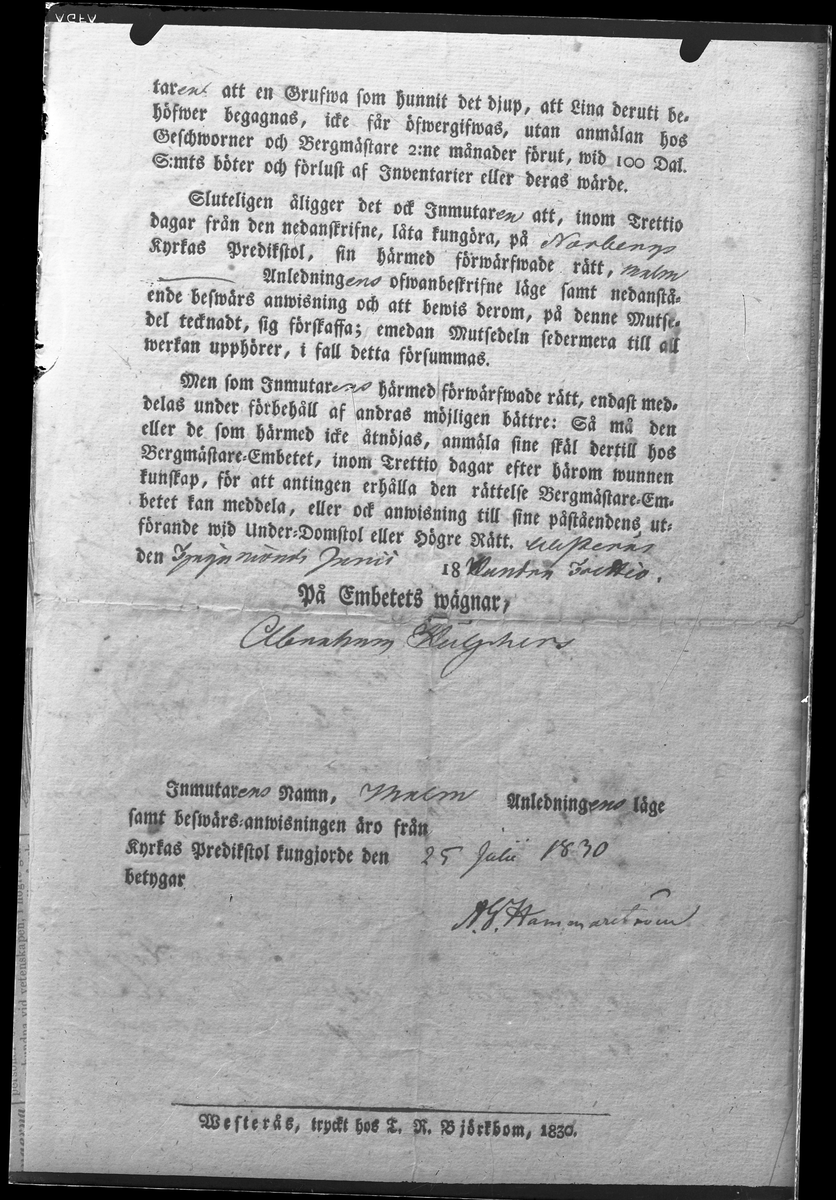 taren att en Grufwa som hunnit det djup, att Lina deruti be-
höfwer begagnas, icke får öfwergifwas, utan anmälan hos
Geschworner och Bergmästare 2:ne månader förut, wid 100 Dal.
S:mts böter och förlust af Inventarier eller deras wärde.
Sluteligen åligger det ock Inmutaren att, inom Trettio
dagar från den nedanskrifne, låta kungöra, på Norbergs
Kyrkas Predikstol, sin härmed förwärfwade rätt, malm
Anledningens ofwanbeskrifne läge samt nedanstå-
ende beswärs anwisning och att bewis derom, på denne Mutse-
del tecknadt, sig förskaffa; emedan Mutsedeln sedermera till all
werkan upphörer, i fall detta försummas.
Men som Inmutarens härmed förwärfwade rätt, endast med-
delas under förbehåll af andras möjligen bättre: Så må den
eller de som härmed icke åtnöjas, anmäla sine skäl dertill hos
Bergmästare-Embetet, inom Trettio dagar efter härom wunnen
kunskap, för att antingen erhålla den rättelse Bergmästare-Em-
betet kan meddela, eller ock anwisning till sine påståendens ut-
förande wid Under-Domstol eller Högre Rätt. Westerås
den Junii 18 Hundra Trettio.
På Embetets wägnar,
Abraham Hülphers
Inmutarens Namn, Malm Anledningens läge
samt beswärs-anwisningen äro från
Kyrkas Predikstol kungjorde den 25 Julii 1830
betygar
A.G. Hammarström
Westerås, tryckt hos T. R. Björkbom, 1830.